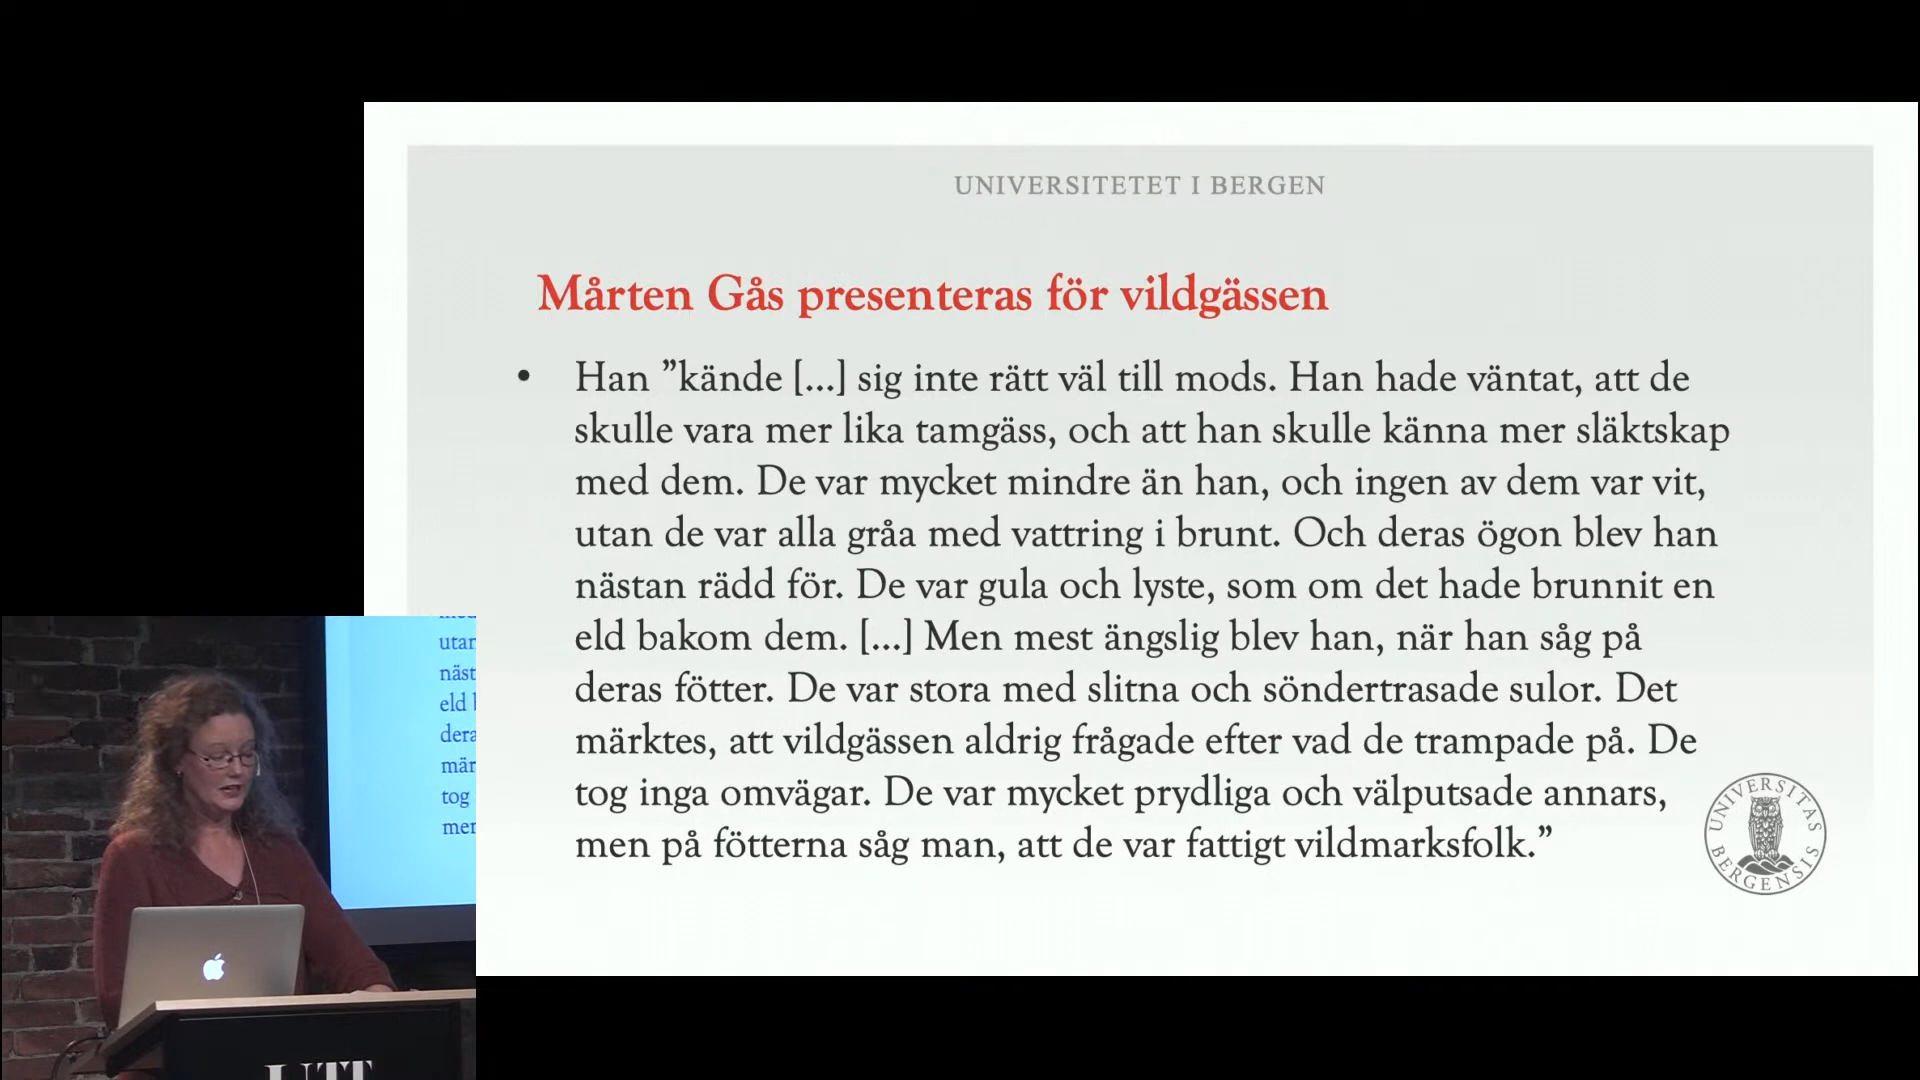 UNIVERSITETET I BERGEN
Mårten Gås presenteras för vildgässen
• Han ”kände [...] sig inte rätt väl till mods. Han hade väntat, att de
skulle vara mer lika tamgäss, och att han skulle känna mer släktskap
med dem. De var mycket mindre än han, och ingen av dem var vit,
utan de var alla gråa med vattring i brunt. Och deras ögon blev han
nästan rädd för. De var gula och lyste, som om det hade brunnit en
eld bakom dem. [...] Men mest ängslig blev han, när han såg på
deras fötter. De var stora med slitna och söndertrasade sulor. Det
märktes, att vildgässen aldrig frågade efter vad de trampade på. De
tog inga omvägar. De var mycket prydliga och välputsade annars,
men på fötterna såg man, att de var fattigt vildmarksfolk.”
UNIVERSITAS
BERGENSIS
utan
näst
eld
dera
mär
tog
men